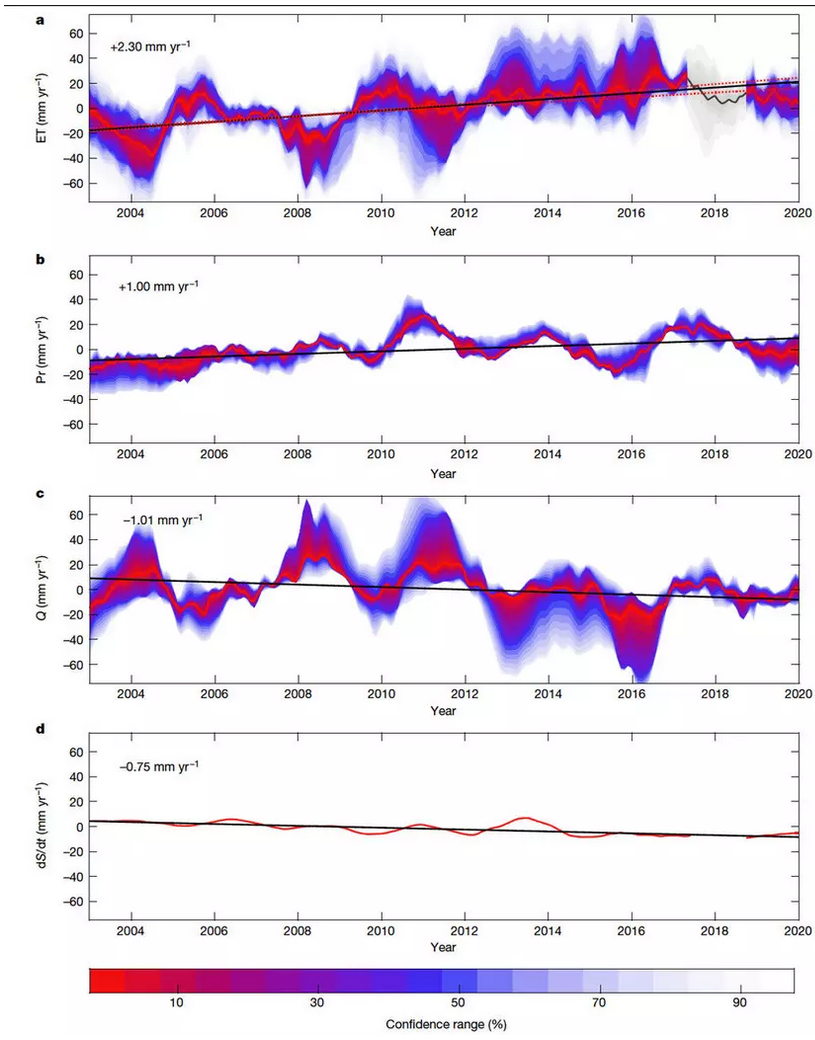 a
+2.30 mm yr⁻¹
ET (mm yr⁻¹)
60
40
20
0
−20
−40
−60
2004 2006 2008 2010 2012 2014 2016 2018 2020
Year
b
+1.00 mm yr⁻¹
Pr (mm yr⁻¹)
60
40
20
0
−20
−40
−60
2004 2006 2008 2010 2012 2014 2016 2018 2020
Year
c
−1.01 mm yr⁻¹
Q (mm yr⁻¹)
60
40
20
0
−20
−40
−60
2004 2006 2008 2010 2012 2014 2016 2018 2020
Year
d
−0.75 mm yr⁻¹
dS/dt (mm yr⁻¹)
60
40
20
0
−20
−40
−60
2004 2006 2008 2010 2012 2014 2016 2018 2020
Year
10 30 50 70 90
Confidence range (%)